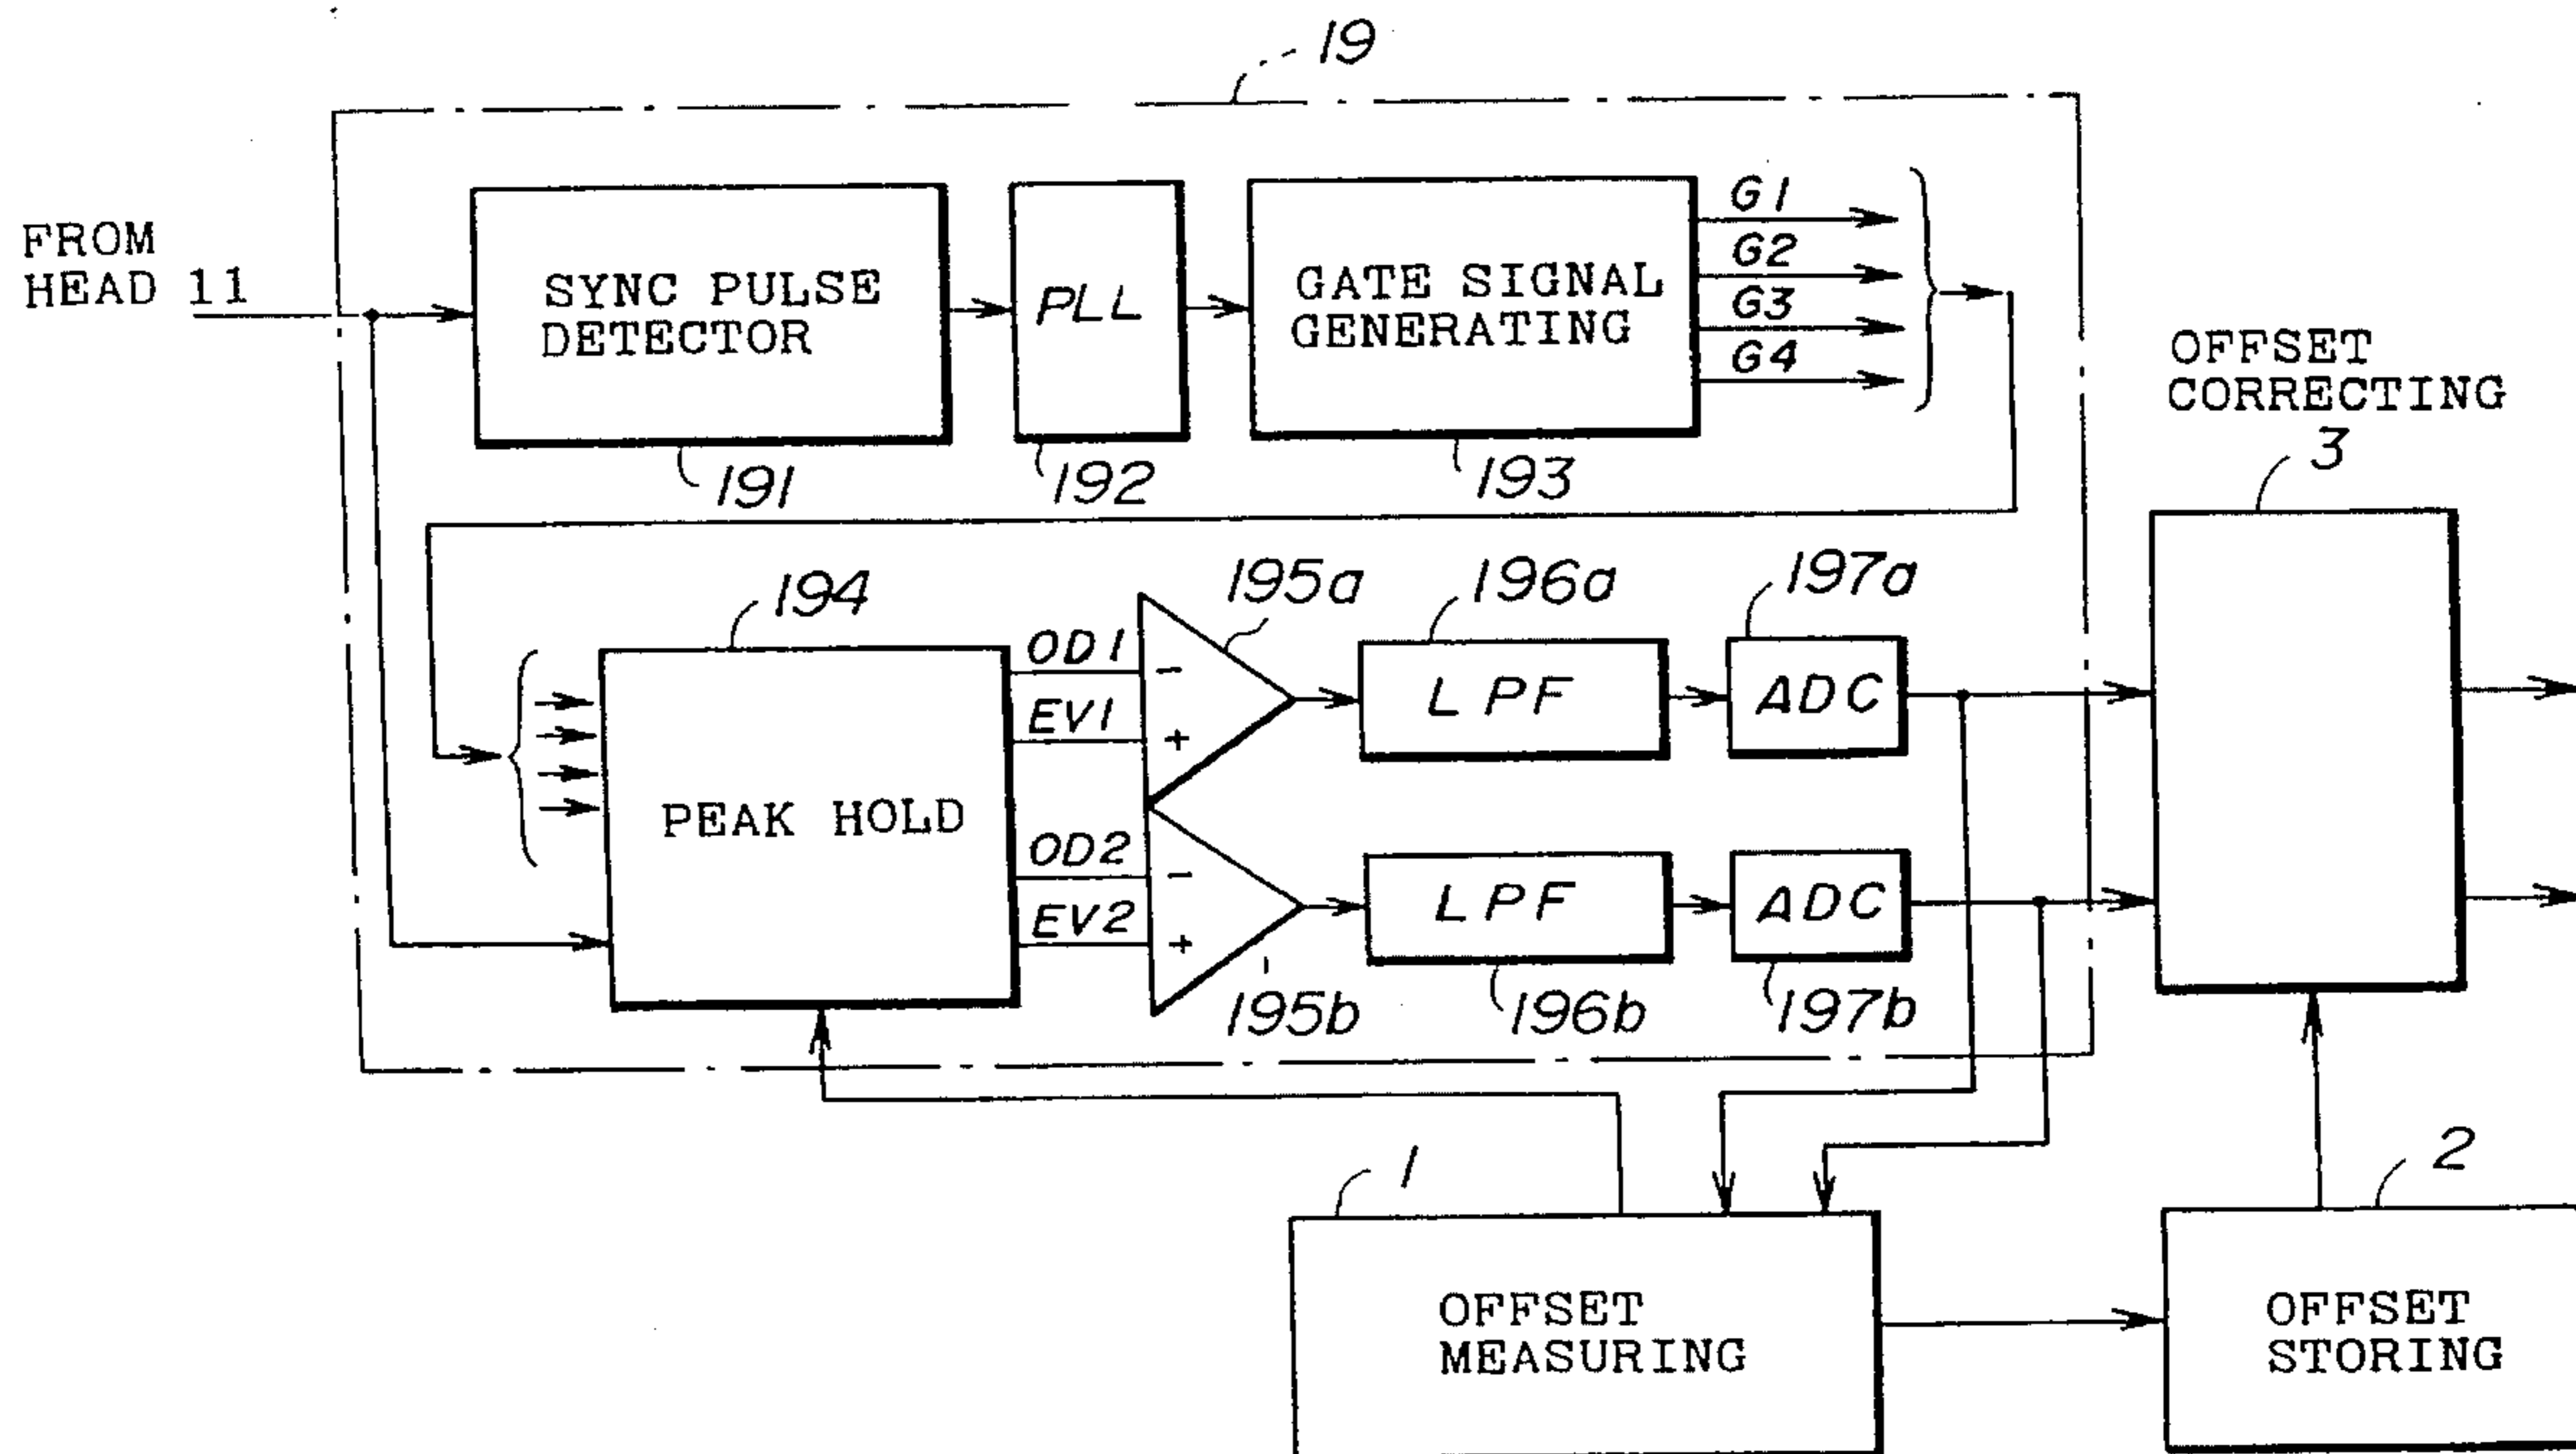 19
FROM
HEAD 11
SYNC PULSE
DETECTOR
PLL
GATE SIGNAL
GENERATING
G1
G2
G3
G4
191
192
193
OFFSET
CORRECTING
3
194
195a
196a
197a
OD1
EV1
OD2
EV2
-
+
-
+
PEAK HOLD
LPF
ADC
LPF
ADC
195b
196b
197b
1
2
OFFSET
MEASURING
OFFSET
STORING